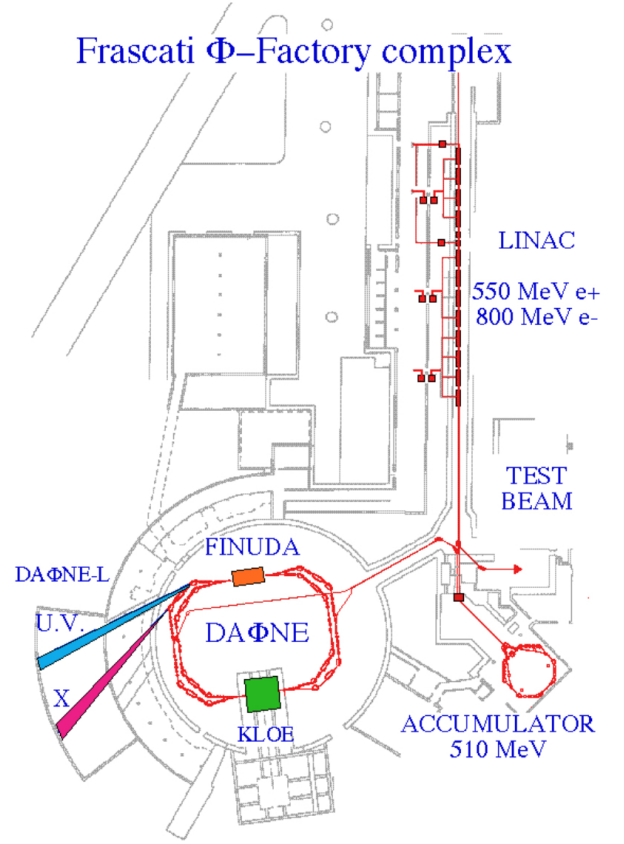 Frascati Φ–Factory complex
LINAC
550 MeV e+
800 MeV e-
TEST
BEAM
FINUDA
DAΦNE-L
U.V.
DAΦNE
X
KLOE
ACCUMULATOR
510 MeV